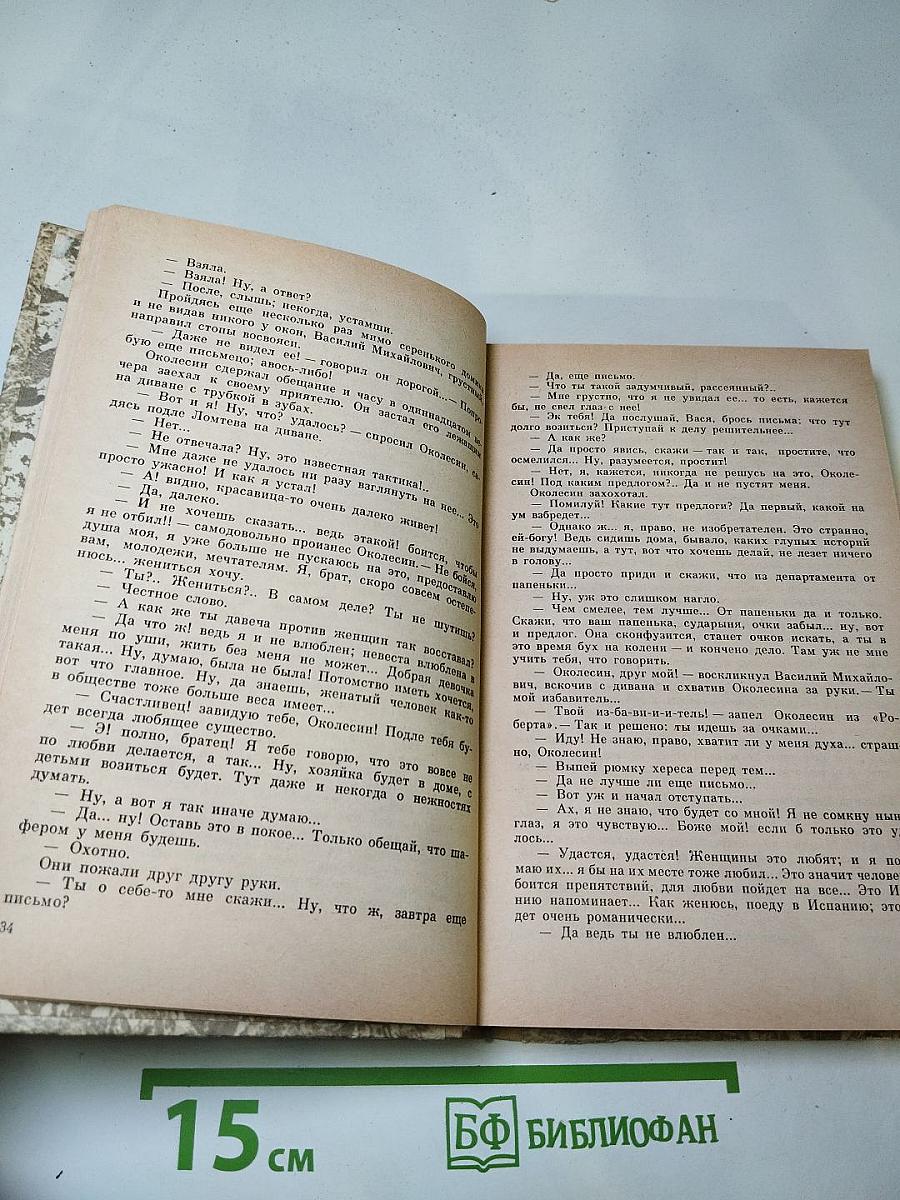 — Взяла.
— Взяла! Ну, а ответ?
— После, слышь; некогда, уставши.
Пройдясь еще несколько раз мимо серенького домика
и не видав никого у окон, Василий Михайлович, грустный,
направил стопы восвояси.
— Даже не видел ее! — говорил он дорогой... — Попро-
бую еще письмецо; авось-либо!
Околесин сдержал обещание и часу в одиннадцатом ве-
чера заехал к своему приятелю. Он застал его лежащим
на диване с трубкой в зубах.
— Вот и я! Ну, что? удалось? — спросил Околесин, са-
дясь подле Ломтева на диване.
— Нет...
— Не отвечала? Ну, это известная тактика!..
— Мне даже не удалось ни разу взглянуть на нее... Это
просто ужасно! И как я устал!
— А! видно, красавица-то очень далеко живет!
— Да, далеко.
— И не хочешь сказать... ведь этакой! боится, чтобы
я не отбил!! — самодовольно произнес Околесин. — Не бойся,
душа моя, я уже больше не пускаюсь на это, предоставлю
вам, молодежи, мечтателям. Я, брат, скоро совсем остепе-
нюсь... жениться хочу.
— Ты?.. Жениться?.. В самом деле? Ты не шутишь?
— Честное слово.
— А как же ты давеча против женщин так восставал?
— Да что ж! ведь я и не влюблен; невеста влюблена в
меня по уши, жить без меня не может... Добрая девочка
такая... Ну, думаю, была не была! Потомство иметь хочется,
вот что главное. Ну, да знаешь, женатый человек как-то
в обществе тоже больше веса имеет...
— Счастливец! завидую тебе, Околесин! Подле тебя бу-
дет всегда любящее существо.
— Э! полно, братец! Я тебе говорю, что это вовсе не
по любви делается, а так... Ну, хозяйка будет в доме, с
детьми возиться будет. Тут даже и некогда о нежностях
думать.
— Ну, а вот я так иначе думаю...
— Да... ну! Оставь это в покое... Только обещай, что ша-
фером у меня будешь.
— Охотно.
Они пожали друг другу руки.
— Ты о себе-то мне скажи... Ну, что ж, завтра еще
письмо?
34
— Да, еще письмо.
— Что ты такой задумчивый, рассеянный?..
— Мне грустно, что я не увидал ее... то есть, кажется
бы, не свел глаз с нее!
— Эк тебя! Да послушай, Вася, брось письма: что тут
долго возиться? Приступай к делу решительнее...
— А как же?
— Да просто явись, скажи — так и так, простите, что
осмелился... Ну, разумеется, простит!
— Нет, я, кажется, никогда не решусь на это, Околе-
син! Под каким предлогом?.. Да и не пустят меня.
Околесин захохотал.
— Помилуй! Какие тут предлоги? Да первый, какой на
ум взбредет...
— Однако ж... я, право, не изобретателен. Это странно,
ей-богу! Ведь сидишь дома, бывало, каких глупых историй
не выдумаешь, а тут, вот что хочешь делай, не лезет ничего
в голову...
— Да просто приди и скажи, что из департамента от
папеньки...
— Ну, уж это слишком нагло.
— Чем смелее, тем лучше... От папеньки да и только.
Скажи, что ваш папенька, сударыня, очки забыл... ну, вот
и предлог. Она сконфузится, станет очков искать, а ты в
это время бух на колени — и кончено дело. Там уж не мне
учить тебя, что говорить.
— Околесин, друг мой! — воскликнул Василий Михайло-
вич, вскочив с дивана и схватив Околесина за руки. — Ты
мой избавитель...
— Твой из-ба-ви-и-и-тель! — запел Околесин из «Ро-
берта». — Так и решено: ты идешь за очками...
— Иду! Не знаю, право, хватит ли у меня духа... страш-
но, Околесин!
— Выпей рюмку хереса перед тем...
— Да не лучше ли еще письмо...
— Вот уж и начал отступать...
— Ах, я не знаю, что будет со мной! Я не сомкну нын
глаз, я это чувствую... Боже мой! если б только это у
лось...
— Удастся, удастся! Женщины это любят; и я по
маю их... я бы на их месте тоже любил... Это значит человек
боится препятствий, для любви пойдет на все... Это И
нию напоминает... Как женюсь, поеду в Испанию; это
дет очень романически...
— Да ведь ты не влюблен...
15 см
БФ БИБЛИОФАН